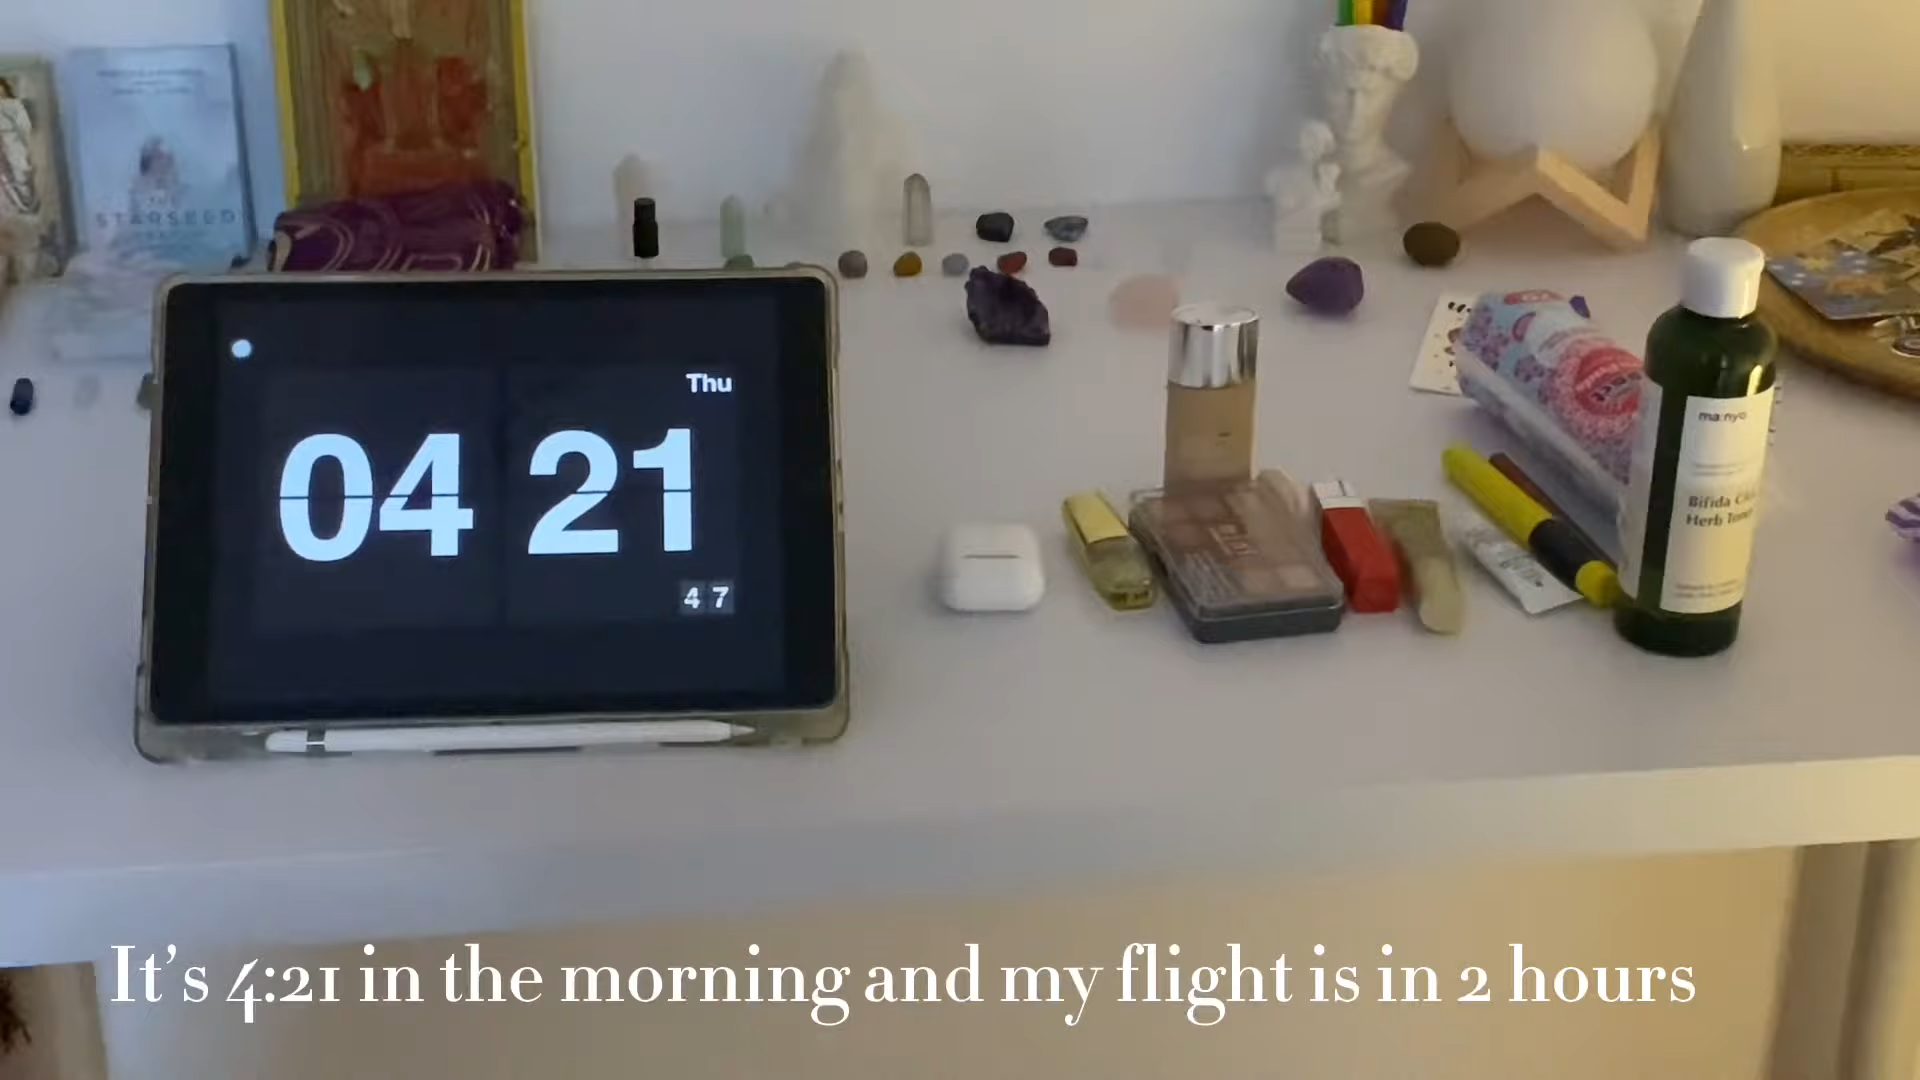 THE
STARSEED
Thu
04 21
47
ma:nyo
Bifida
Herb
It's 4:21 in the morning and my flight is in 2 hours